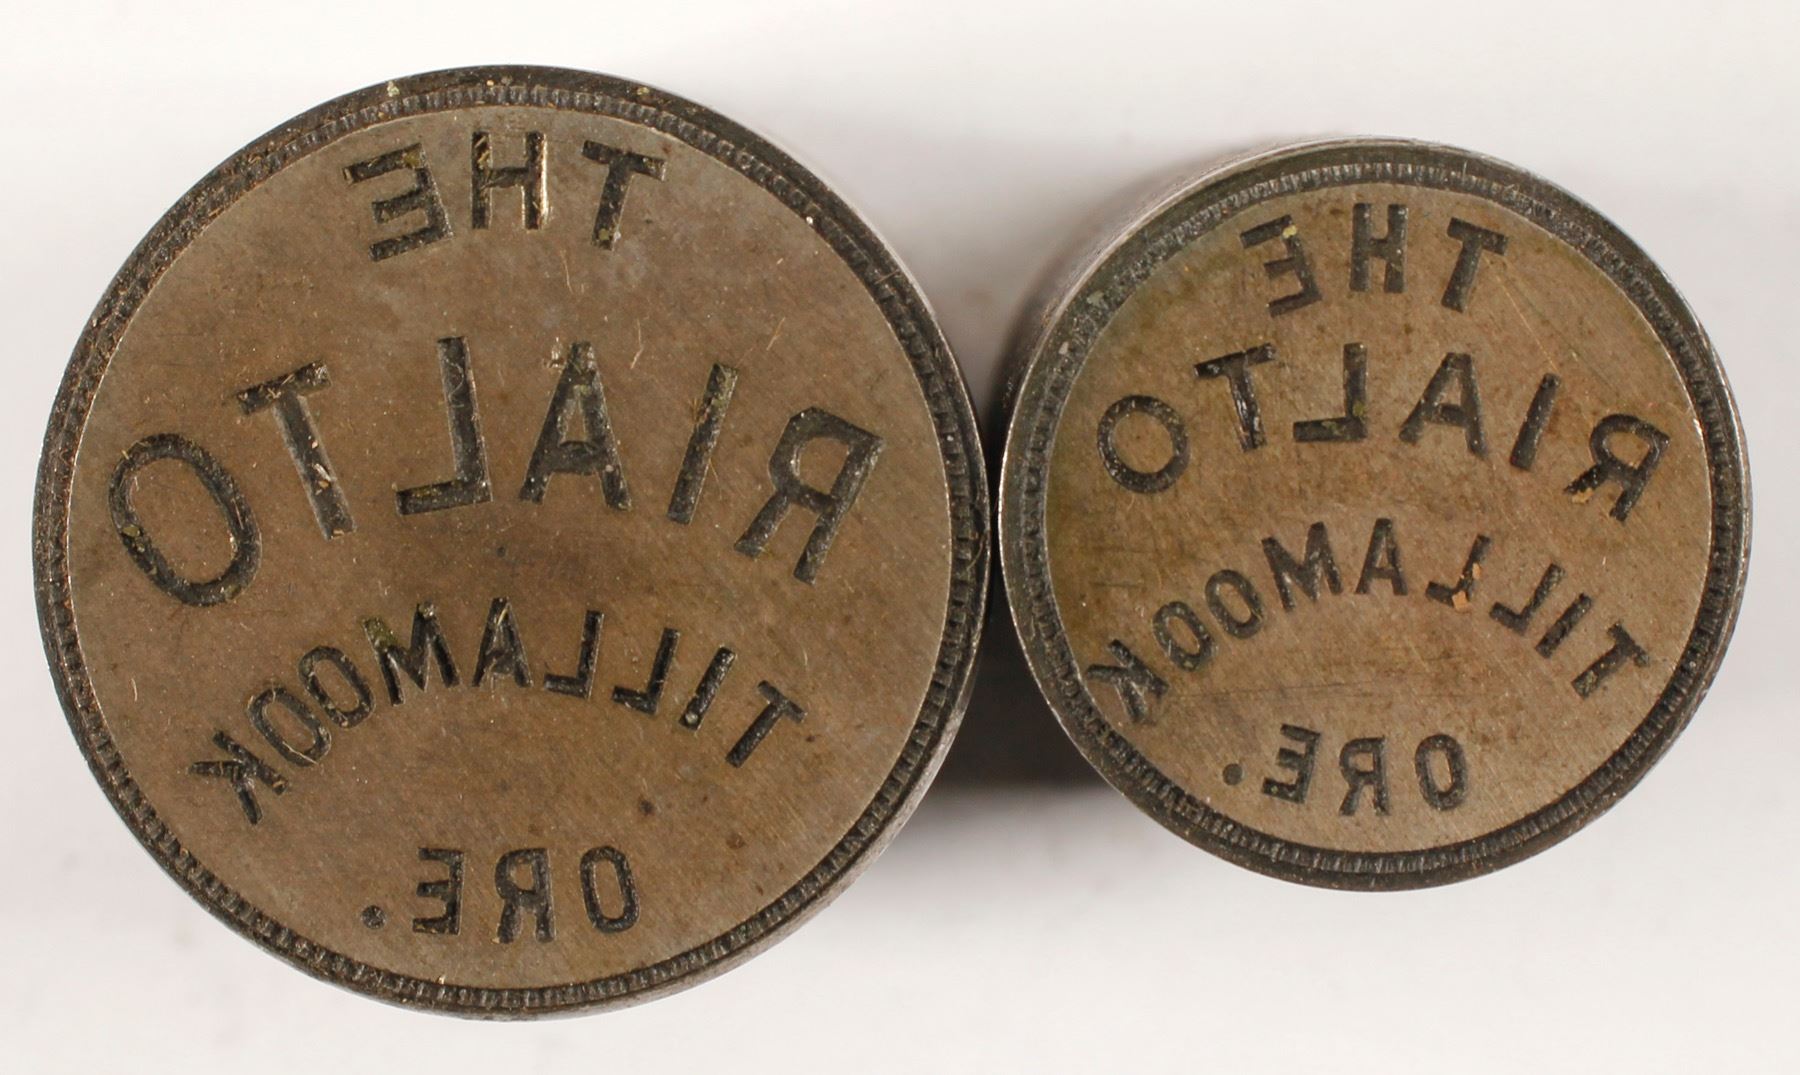 THE
RIALTO
TILLAMOOK
ORE.
THE
RIALTO
TILLAMOOK
ORE.